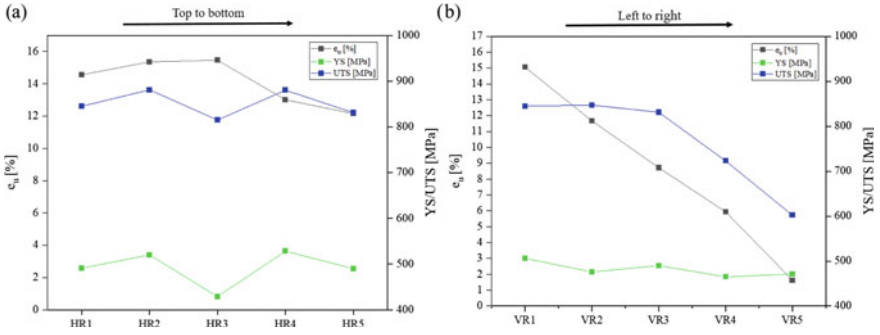 (a)
Top to bottom
e_u [%]
YS [MPa]
UTS [MPa]
16
14
12
10
8
6
4
2
0
e_u [%]
1000
900
800
700
600
500
400
YS/UTS [MPa]
HR1 HR2 HR3 HR4 HR5
(b)
Left to right
e_u [%]
YS [MPa]
UTS [MPa]
17
16
15
14
13
12
11
10
9
8
7
6
5
4
3
2
1
0
e_u [%]
1000
900
800
700
600
500
400
YS/UTS [MPa]
VR1 VR2 VR3 VR4 VR5